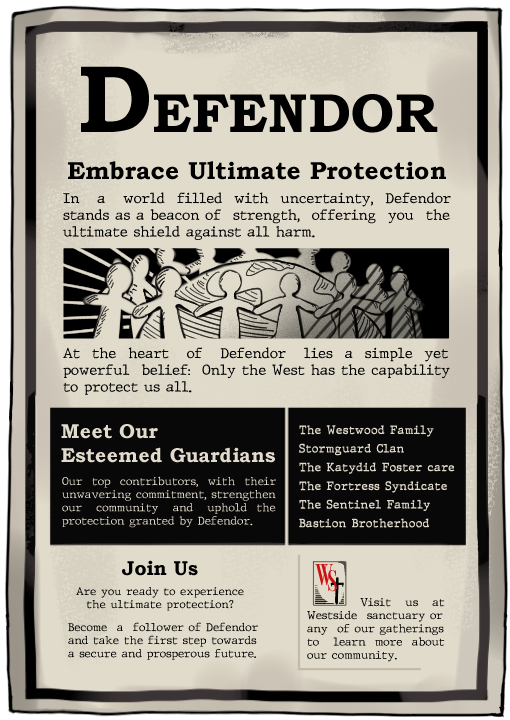 DEFENDOR
Embrace Ultimate Protection
In a world filled with uncertainty, Defendor
stands as a beacon of strength, offering you the
ultimate shield against all harm.
At the heart of Defendor lies a simple yet
powerful belief: Only the West has the capability
to protect us all.
Meet Our
Esteemed Guardians
Our top contributors, with their
unwavering commitment, strengthen
our community and uphold the
protection granted by Defendor.
The Westwood Family
Stormguard Clan
The Katydid Foster care
The Fortress Syndicate
The Sentinel Family
Bastion Brotherhood
Join Us
Are you ready to experience
the ultimate protection?
Become a follower of Defendor
and take the first step towards
a secure and prosperous future.
WS
Visit us at
Westside sanctuary or
any of our gatherings
to learn more about
our community.